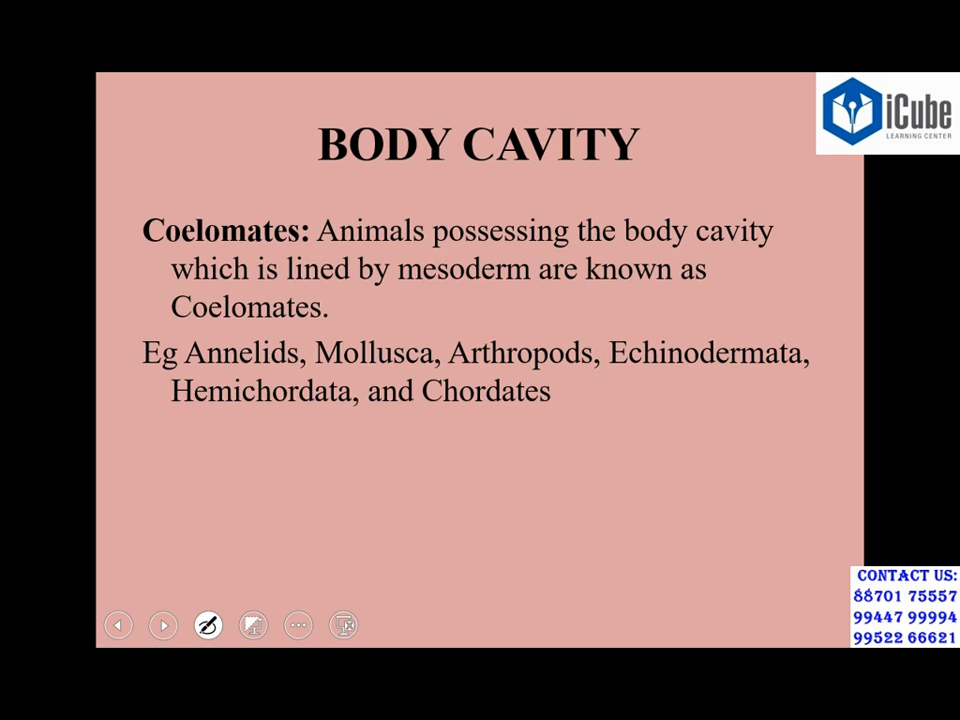 iCube
LEARNING CENTER
BODY CAVITY
Coelomates: Animals possessing the body cavity
which is lined by mesoderm are known as
Coelomates.
Eg Annelids, Mollusca, Arthropods, Echinodermata,
Hemichordata, and Chordates
CONTACT US:
88701 75557
99447 99994
99522 66621